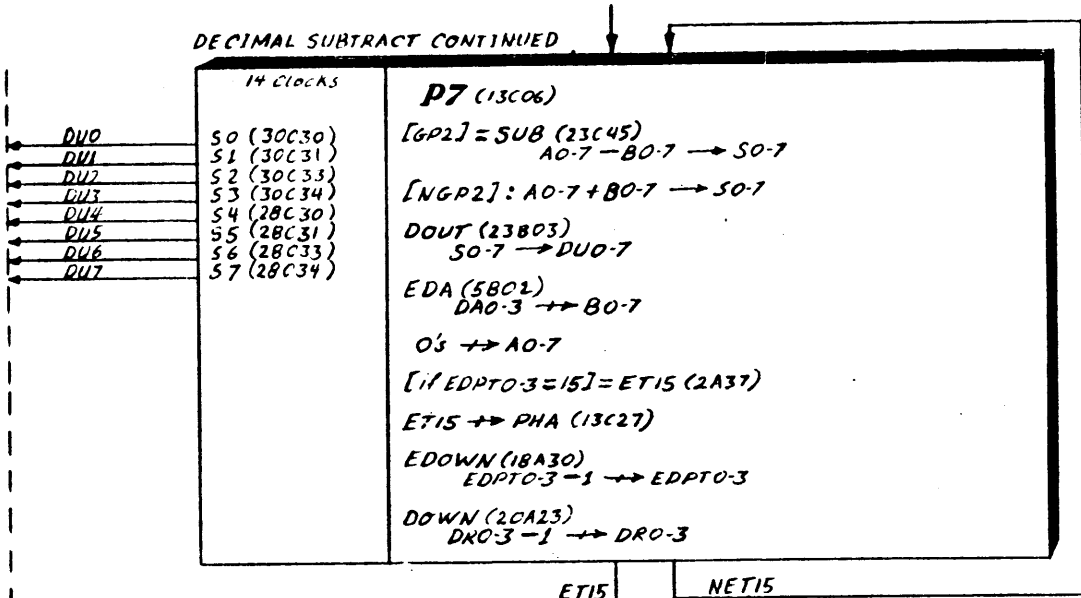 DECIMAL SUBTRACT CONTINUED
14 Clocks
P7 (13C06)
DU0 S0 (30C30)
DU1 S1 (30C31)
DU2 S2 (30C33)
DU3 S3 (30C34)
DU4 S4 (28C30)
DU5 S5 (28C31)
DU6 S6 (28C33)
DU7 S7 (28C34)
[GP2] = SUB (23C45)
A0-7 - B0-7 → S0-7
[NGP2]: A0-7 + B0-7 → S0-7
DOUT (23B03)
S0-7 → DU0-7
EDA (5B02)
DA0-3 ↛ B0-7
0's ↛ A0-7
[if EDPT0-3 = 15] = ET15 (2A37)
ET15 ↛ PHA (13C27)
EDOWN (18A30)
EDPT0-3 - 1 ↛ EDPT0-3
DOWN (20A23)
DR0-3 - 1 ↛ DR0-3
ET15 NET15